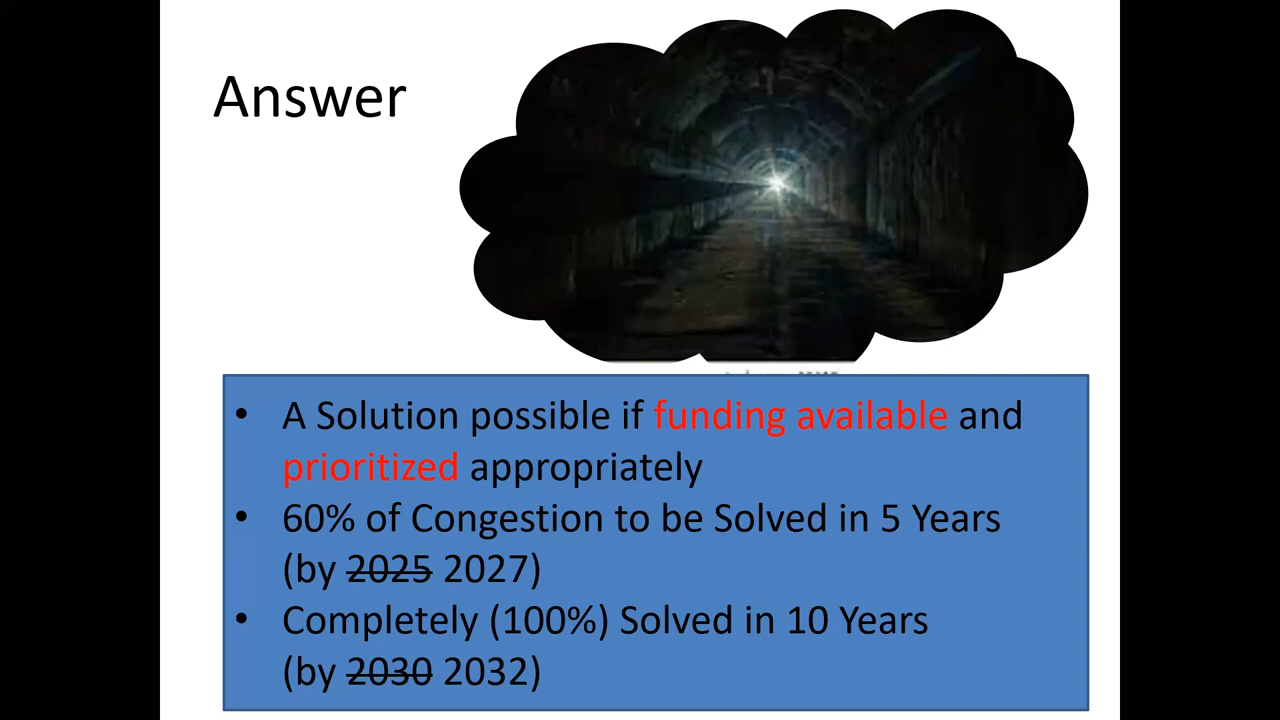 Answer
• A Solution possible if funding available and
prioritized appropriately
• 60% of Congestion to be Solved in 5 Years
(by 2025 2027)
• Completely (100%) Solved in 10 Years
(by 2030 2032)